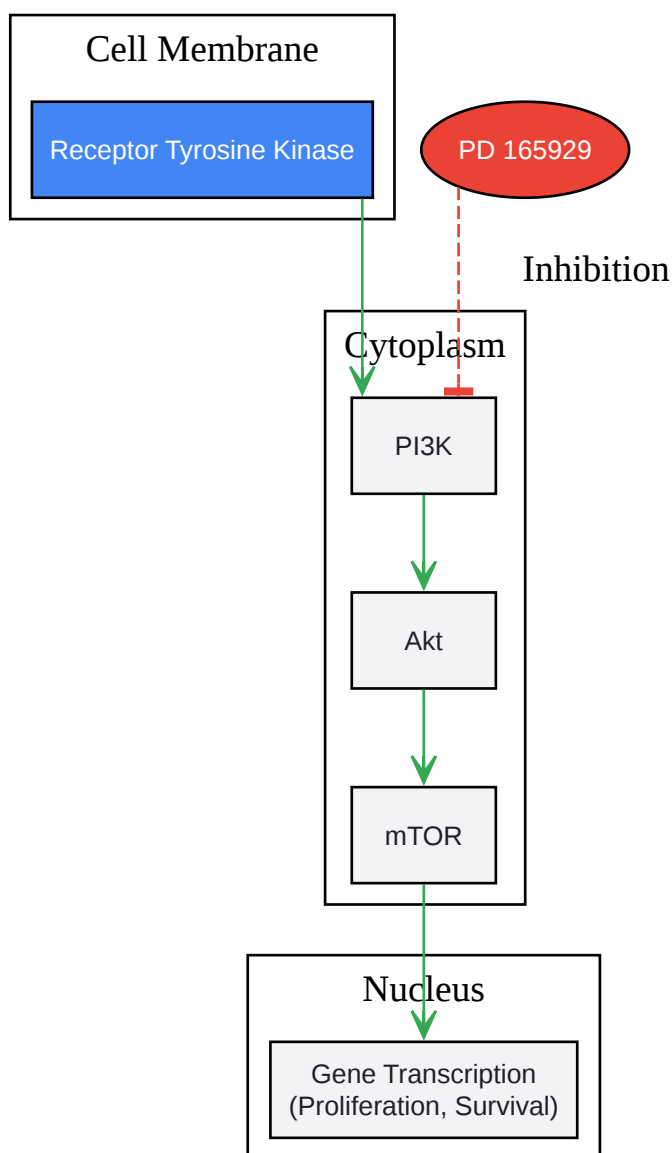 Cell Membrane
Receptor Tyrosine Kinase
PD 165929
Inhibition
Cytoplasm
PI3K
Akt
mTOR
Nucleus
Gene Transcription
(Proliferation, Survival)